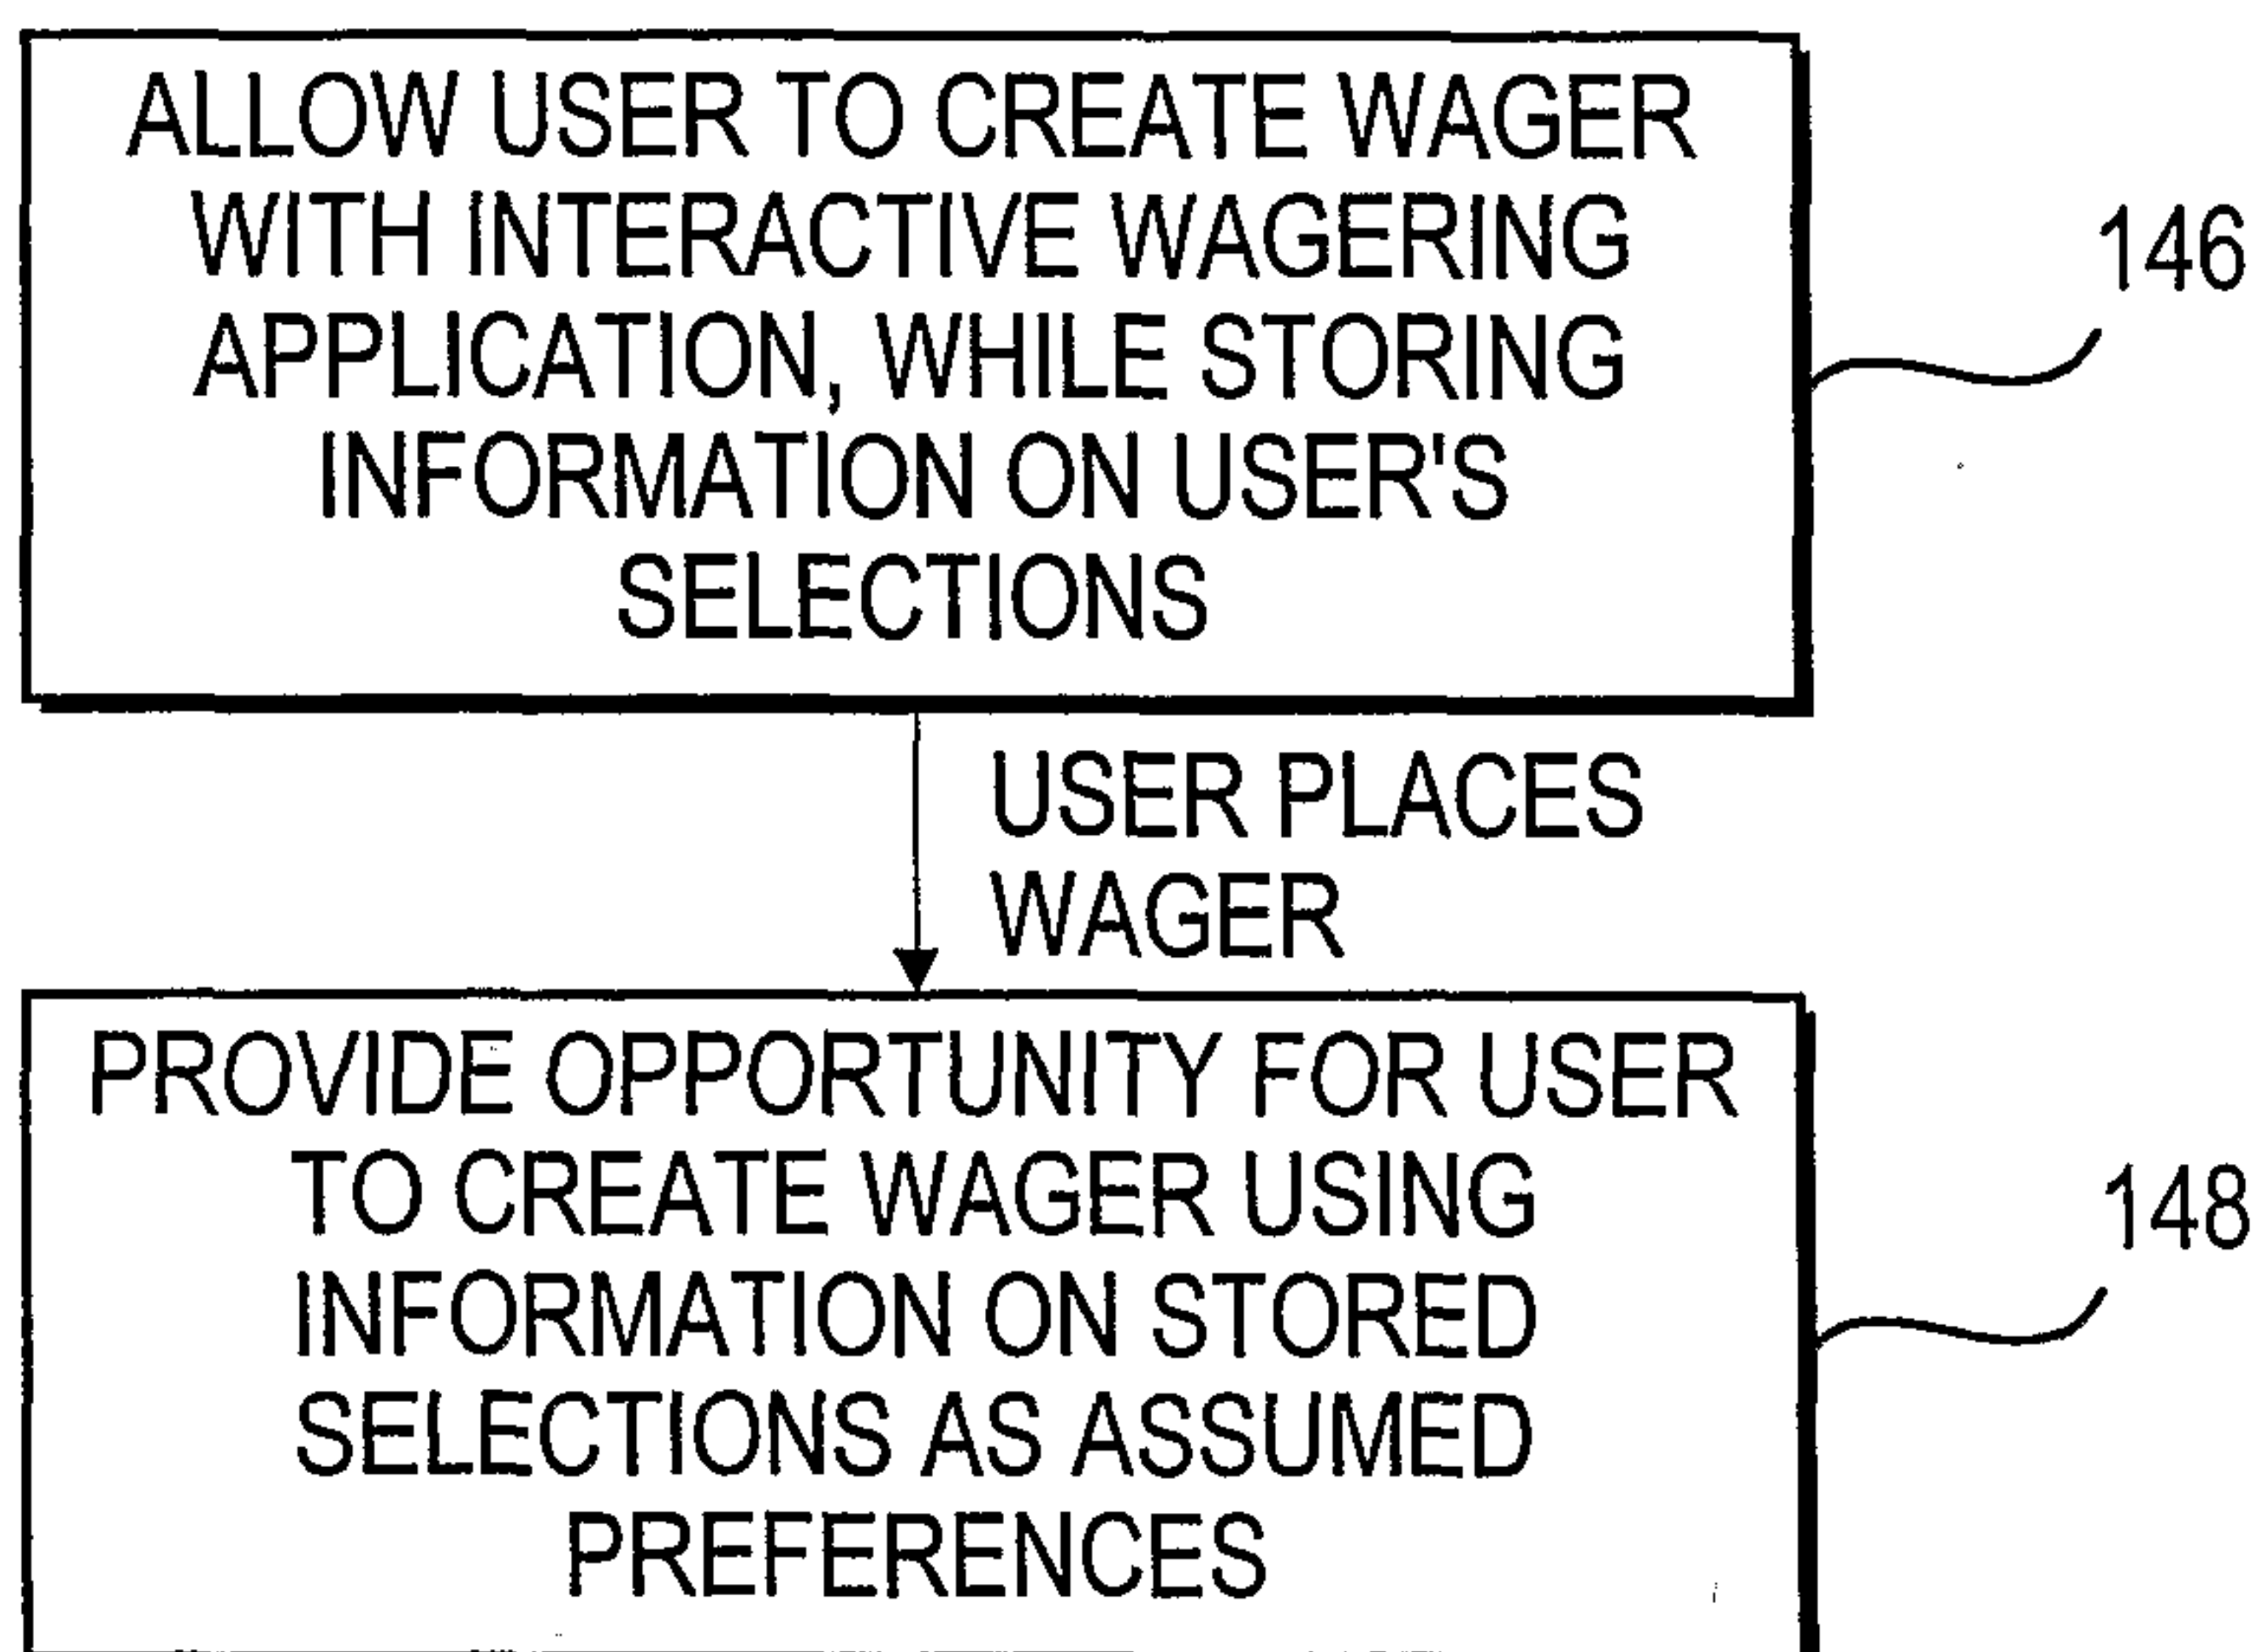 ALLOW USER TO CREATE WAGER
WITH INTERACTIVE WAGERING
APPLICATION, WHILE STORING
INFORMATION ON USER'S
SELECTIONS
146
USER PLACES
WAGER
PROVIDE OPPORTUNITY FOR USER
TO CREATE WAGER USING
INFORMATION ON STORED
SELECTIONS AS ASSUMED
PREFERENCES
148